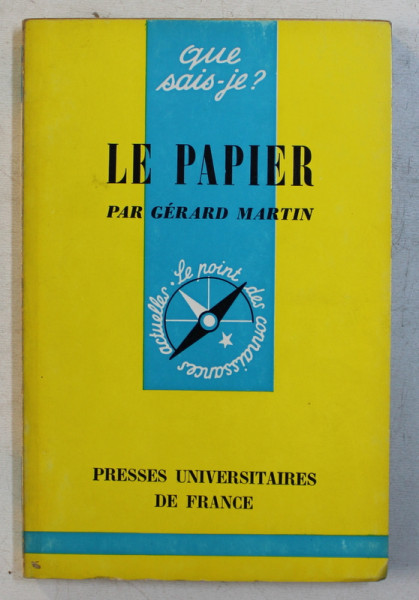 que
sais-je?
LE PAPIER
PAR GÉRARD MARTIN
Le point des connaissances actuelles.
PRESSES UNIVERSITAIRES
DE FRANCE